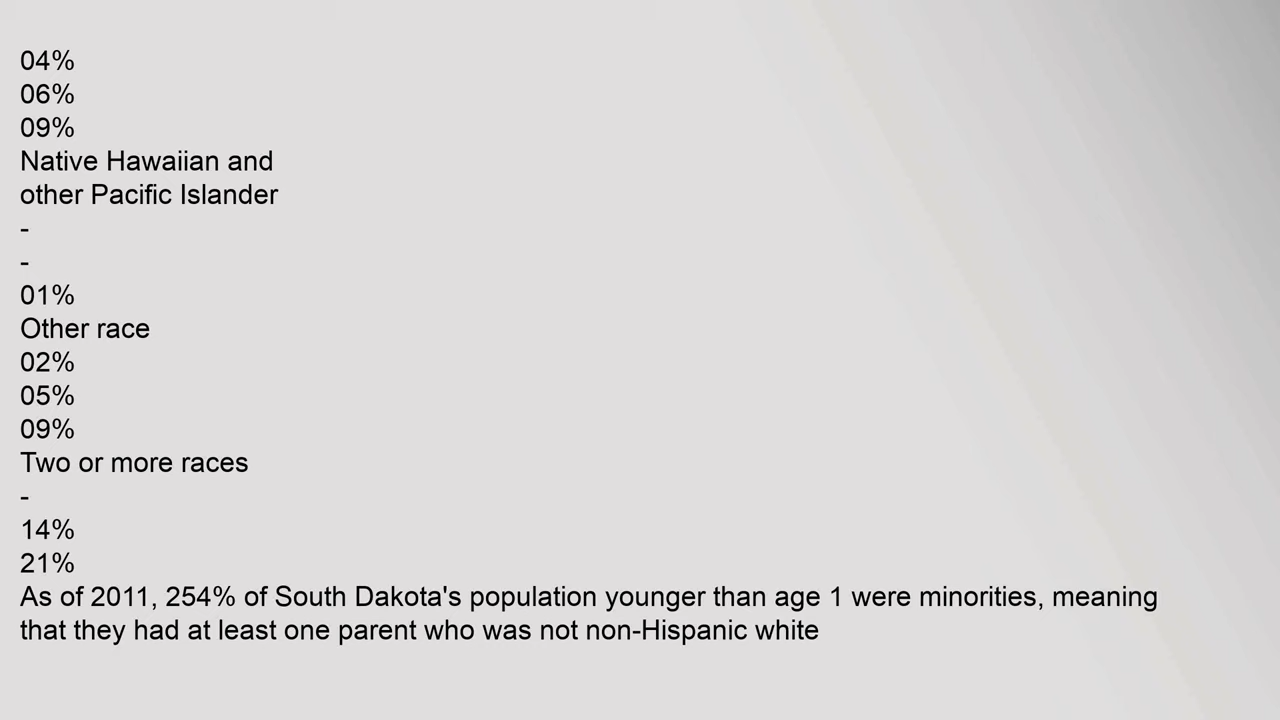 04%
06%
09%
Native Hawaiian and
other Pacific Islander
-
-
01%
Other race
02%
05%
09%
Two or more races
-
14%
21%
As of 2011, 254% of South Dakota's population younger than age 1 were minorities, meaning
that they had at least one parent who was not non-Hispanic white